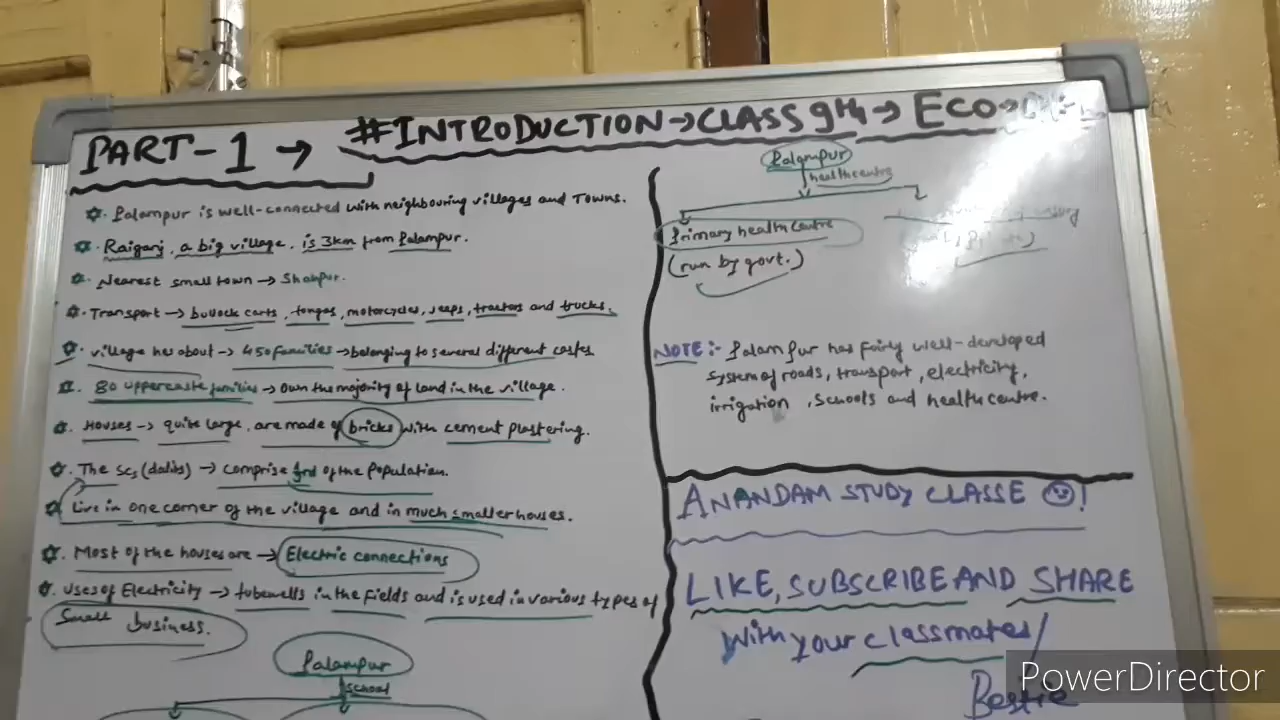 PART-1 → #INTRODUCTION→CLASS 9TH→ ECO→
Palampur is well-connected with neighbouring villages and Towns.
Raiganj, a big village, is 3km from Palampur.
Nearest small town → Shahpur.
Transport → bullock carts, tongas, motorcycles, jeeps, tractors and trucks.
village has about → 450 families → belonging to several different castes
80 uppercaste families → Own the majority of land in the village.
Houses → quite large, are made of bricks with cement plastering.
The SCs (dalits) → comprise 1/3rd of the population.
Live in one corner of the village and in much smaller houses.
Most of the houses are → Electric connections
Uses of Electricity → tubewells in the fields and is used in various types of
Small business.
Palampur
school
Palampur
healthcentre
Primary health centre
(run by govt.)
NOTE:- Palampur has fairly well-developed
system of roads, transport, electricity,
irrigation, schools and health centre.
ANANDAM STUDY CLASSE !
LIKE, SUBSCRIBE AND SHARE
With your classmates/
Bestie
PowerDirector